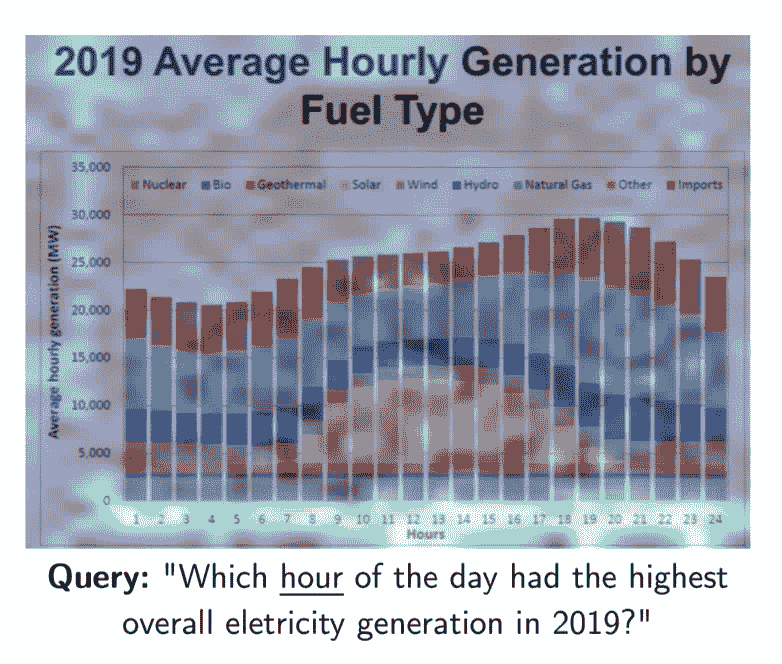 2019 Average Hourly Generation by
Fuel Type
35,000
Nuclear Bio Geothermal Solar Wind Hydro Natural Gas Other Imports
30,000
25,000
20,000
15,000
10,000
5,000
0
Average hourly generation (MW)
1 2 3 4 5 6 7 8 9 10 11 12 13 14 15 16 17 18 19 20 21 22 23 24
Hours
Query: "Which hour of the day had the highest
overall eletricity generation in 2019?"